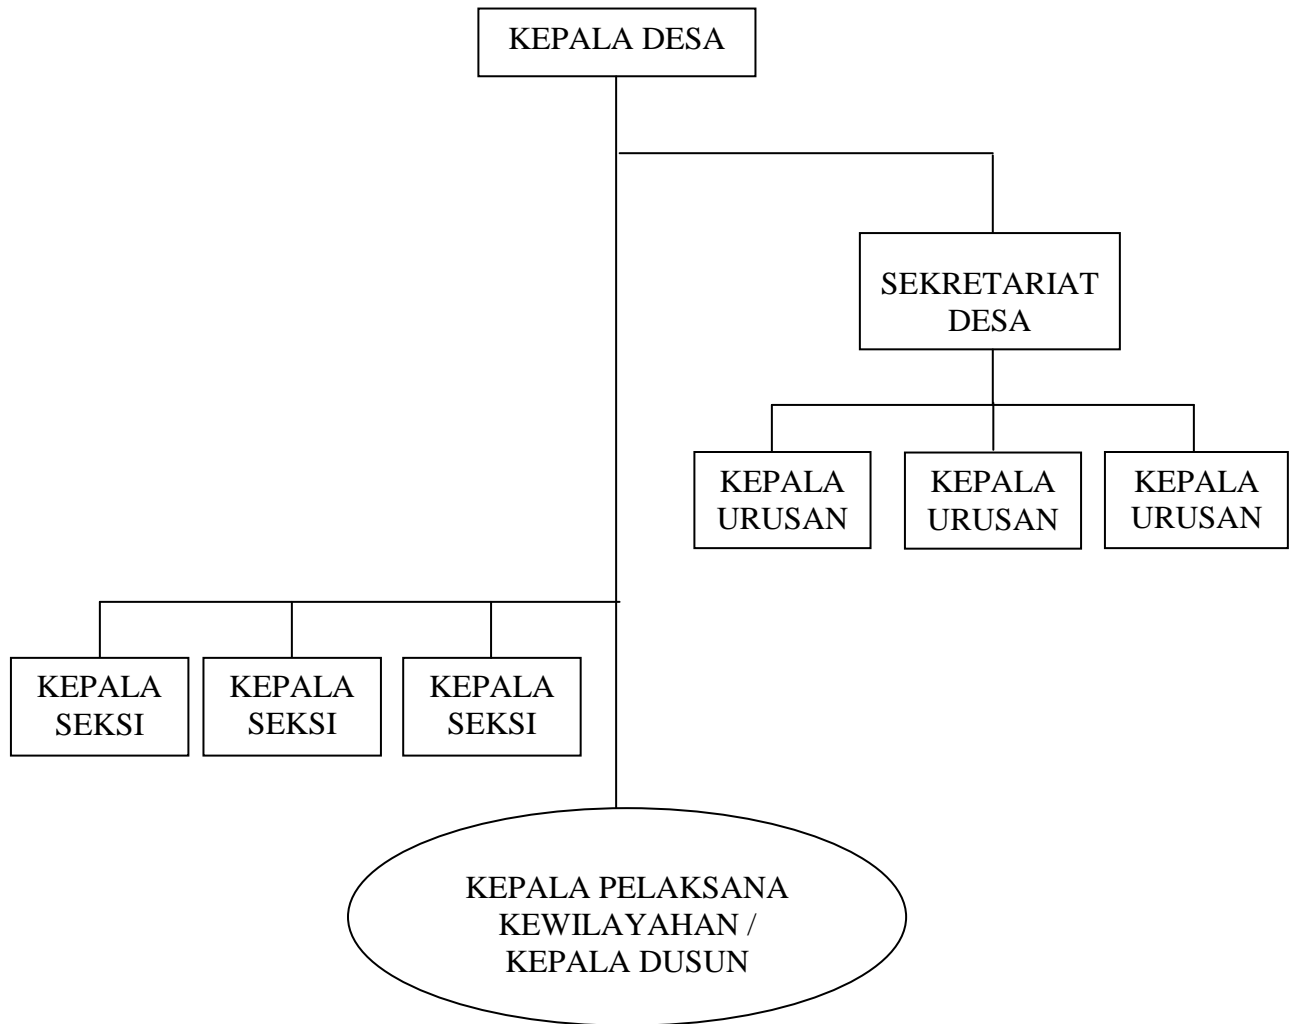 KEPALA DESA
SEKRETARIAT
DESA
KEPALA
URUSAN
KEPALA
URUSAN
KEPALA
URUSAN
KEPALA
SEKSI
KEPALA
SEKSI
KEPALA
SEKSI
KEPALA PELAKSANA
KEWILAYAHAN /
KEPALA DUSUN